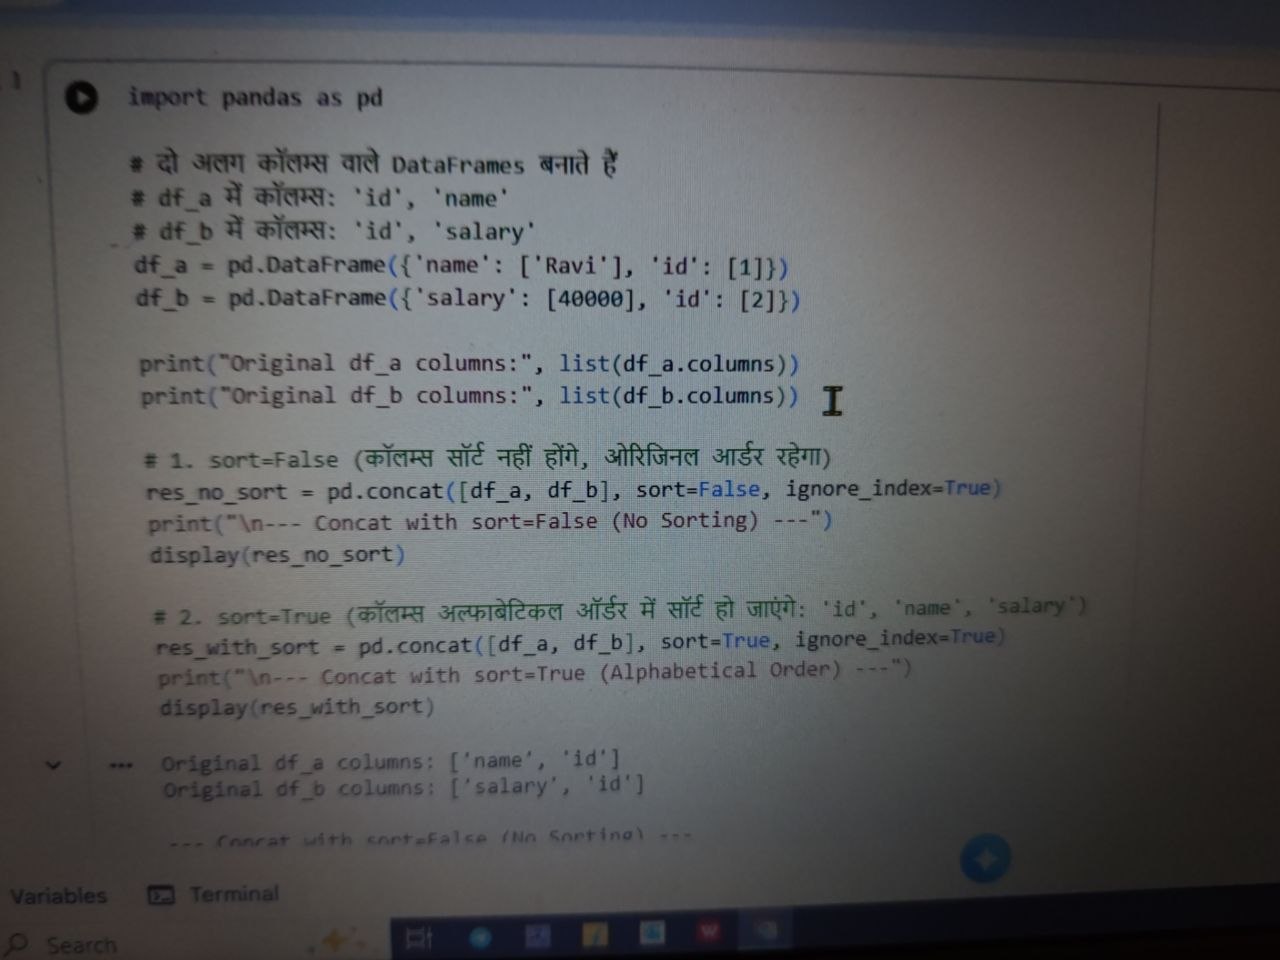 import pandas as pd
# दो अलग कॉलम्स वाले DataFrames बनाते हैं
# df_a में कॉलम्स: 'id', 'name'
# df_b में कॉलम्स: 'id', 'salary'
df_a = pd.DataFrame({'name': ['Ravi'], 'id': [1]})
df_b = pd.DataFrame({'salary': [40000], 'id': [2]})
print("Original df_a columns:", list(df_a.columns))
print("Original df_b columns:", list(df_b.columns))
# 1. sort=False (कॉलम्स सॉर्ट नहीं होंगे, ओरिजिनल आर्डर रहेगा)
res_no_sort = pd.concat([df_a, df_b], sort=False, ignore_index=True)
print("\n--- Concat with sort=False (No Sorting) ---")
display(res_no_sort)
# 2. sort=True (कॉलम्स अल्फाबेटिकल ऑर्डर में सॉर्ट हो जाएंगे: 'id', 'name', 'salary')
res_with_sort = pd.concat([df_a, df_b], sort=True, ignore_index=True)
print("\n--- Concat with sort=True (Alphabetical Order) ---")
display(res_with_sort)
Original df_a columns: ['name', 'id']
Original df_b columns: ['salary', 'id']
--- Concat with sort=False (No Sorting) ---
Variables
Terminal
Search